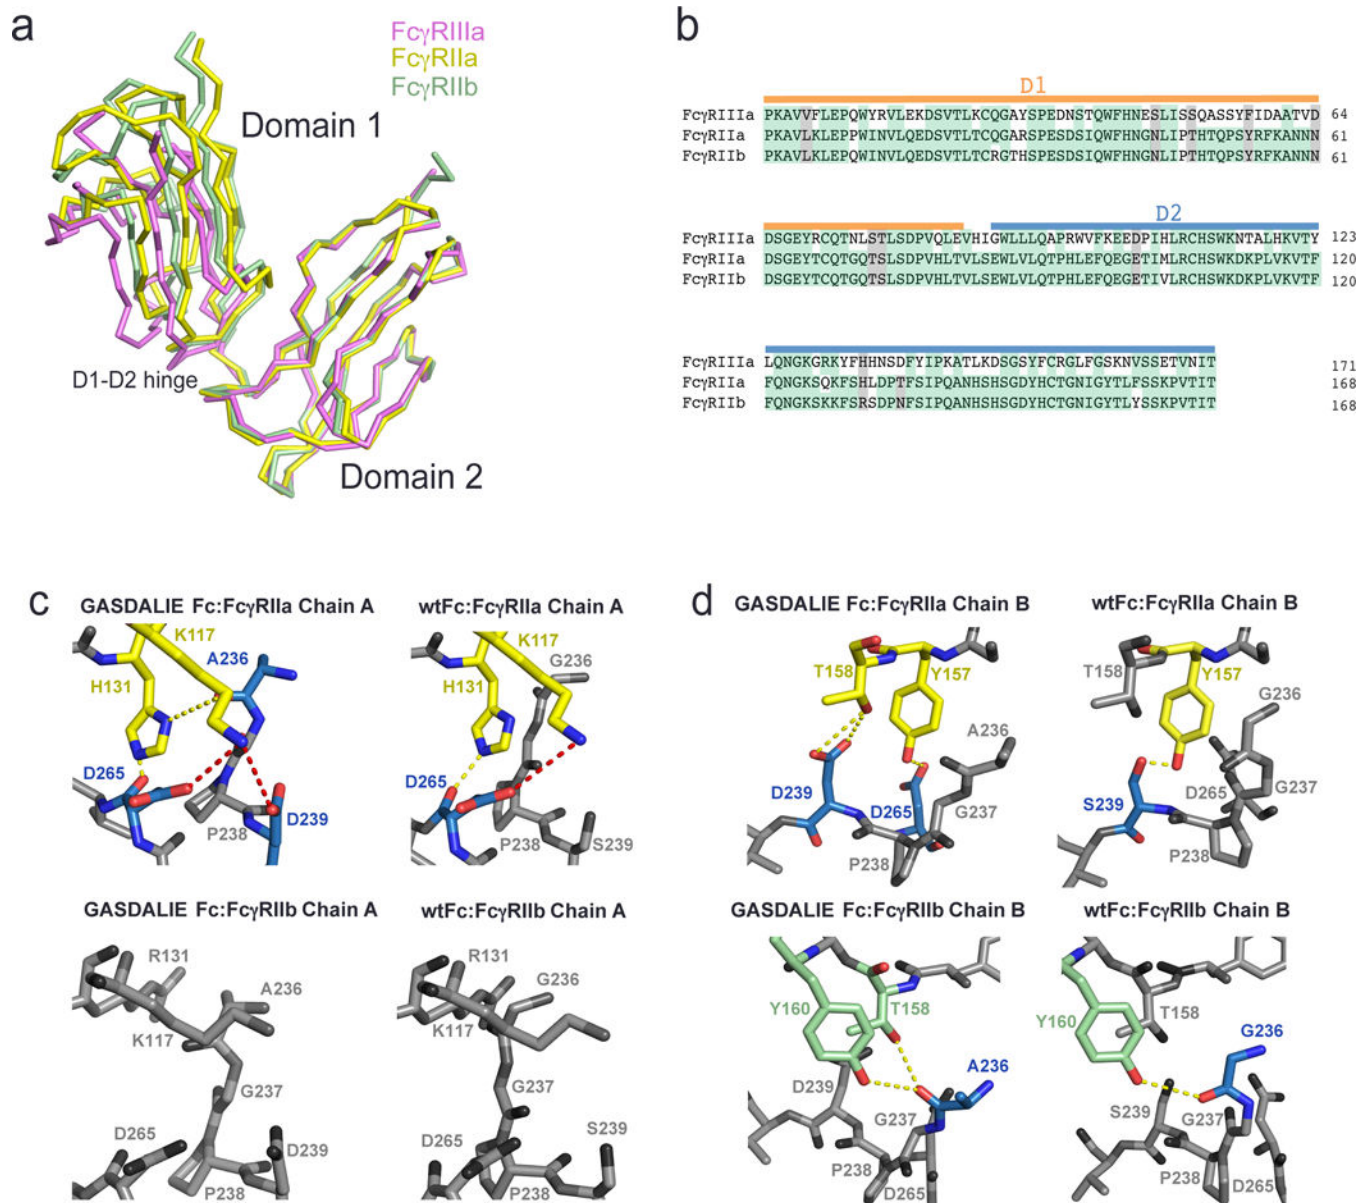 a
FcγRIIIa
FcγRIIa
FcγRIIb
Domain 1
D1-D2 hinge
Domain 2
b
D1
FcγRIIIa PKAVVFLEPQWYRVLEKDSVTLKCQGAYSPEDNSTQWFHNESLISSQASSYFIDAATVD 64
FcγRIIa PKAVLKLEPPWINVLQEDSVTLTCQGARSPESDSIQWFHNGNLIPTHTQPSYRFKANNN 61
FcγRIIb PKAVLKLEPQWINVLQEDSVTLTCRGTHSPESDSIQWFHNGNLIPTHTQPSYRFKANNN 61
D2
FcγRIIIa DSGEYRCQTNLSTLSDPVQLEVHIGWLLLQAPRWVFKEEDPIHLRCHSWKNTALHKVTY 123
FcγRIIa DSGEYTCQTGQTSLSDPVHLTVLSEWLVLQTPHLEFQEGETIMLRCHSWKDKPLVKVTF 120
FcγRIIb DSGEYTCQTGQTSLSDPVHLTVLSEWLVLQTPHLEFQEGETIVLRCHSWKDKPLVKVTF 120
FcγRIIIa LQNGKGRKYFHHNSDFYIPKATLKDSGSYFCRGLFGSKNVSSETVNIT 171
FcγRIIa FQNGKSQKFSHLDPTFSIPQANHSHSGDYHCTGNIGYTLFSSKPVTIT 168
FcγRIIb FQNGKSKKFSRSDPNFSIPQANHSHSGDYHCTGNIGYTLYSSKPVTIT 168
c
GASDALIE Fc:FcγRIIa Chain A
K117
A236
H131
D265
P238
D239
wtFc:FcγRIIa Chain A
K117
G236
H131
D265
P238
S239
GASDALIE Fc:FcγRIIb Chain A
R131
A236
K117
G237
D265
D239
P238
wtFc:FcγRIIb Chain A
R131
G236
K117
G237
D265
S239
P238
d
GASDALIE Fc:FcγRIIa Chain B
T158
Y157
A236
D239
D265
G237
P238
wtFc:FcγRIIa Chain B
T158
Y157
G236
D265
G237
S239
P238
GASDALIE Fc:FcγRIIb Chain B
Y160
T158
A236
D239
G237
P238
D265
wtFc:FcγRIIb Chain B
Y160
T158
G236
S239
G237
P238
D265